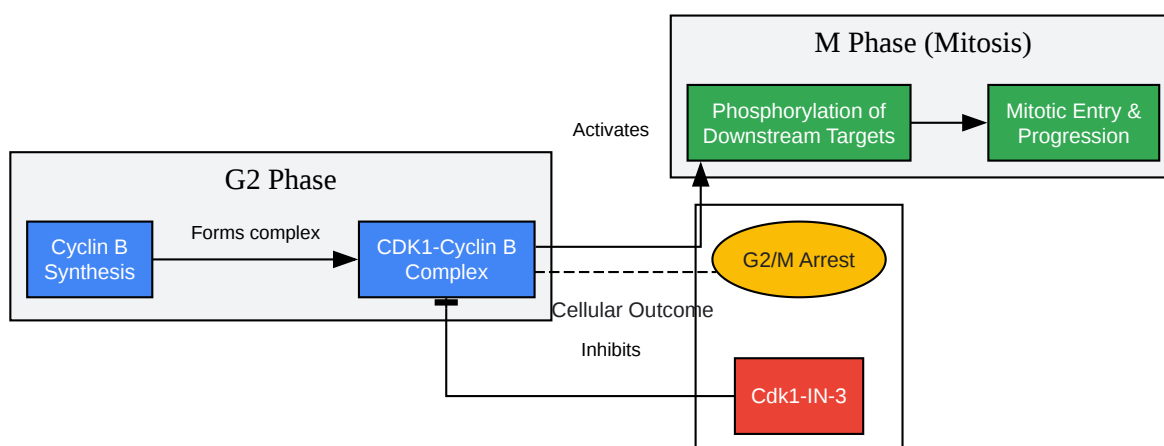 M Phase (Mitosis)
Phosphorylation of
Downstream Targets
Mitotic Entry &
Progression
Activates
G2 Phase
Cyclin B
Synthesis
Forms complex
CDK1-Cyclin B
Complex
G2/M Arrest
Cellular Outcome
Inhibits
Cdk1-IN-3